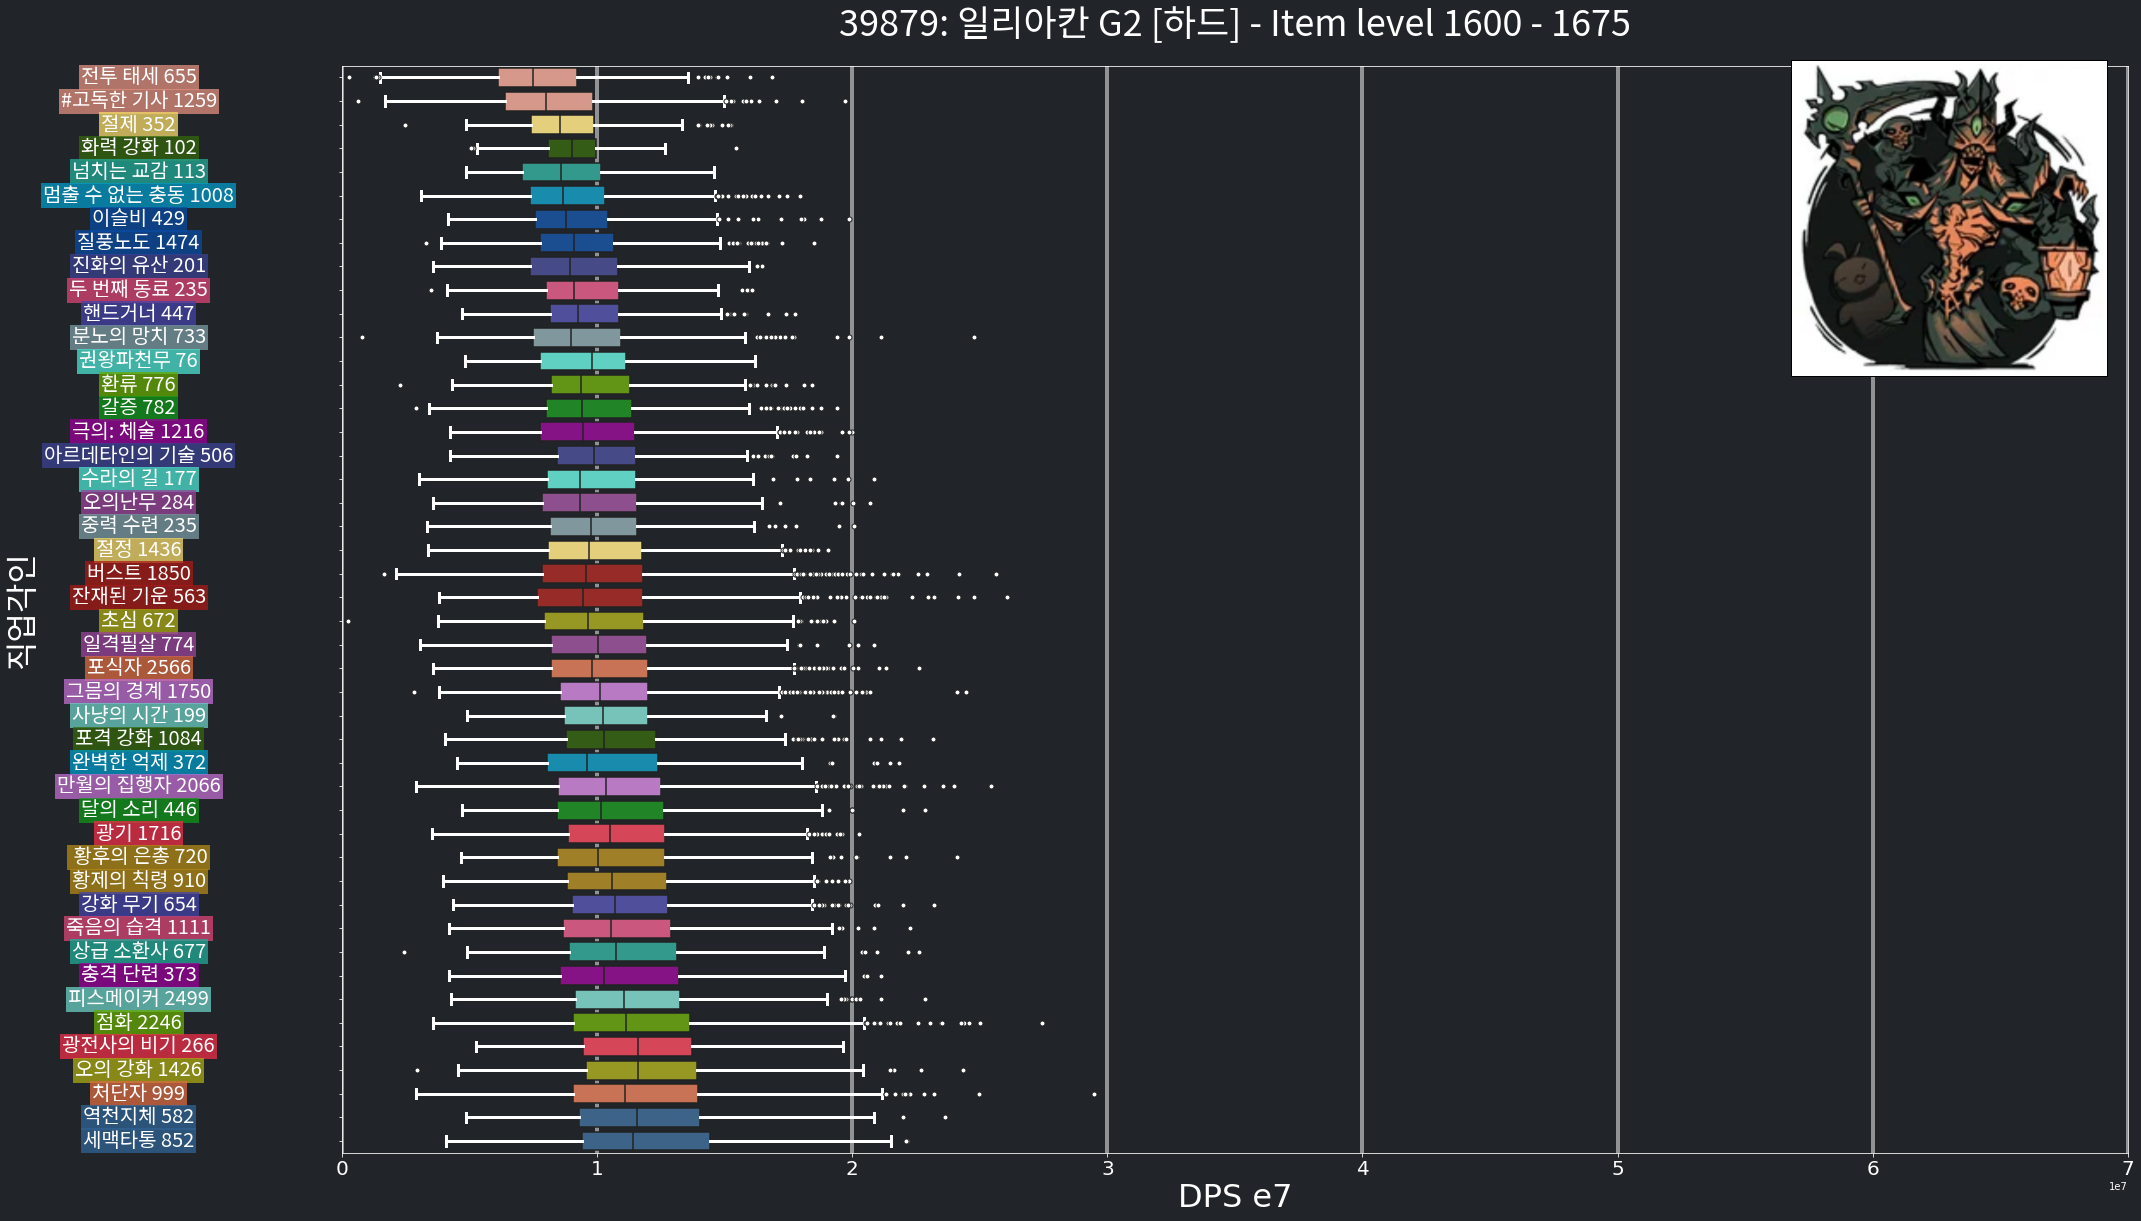 39879: 일리아칸 G2 [하드] - Item level 1600 - 1675
전투 태세 655
#고독한 기사 1259
절제 352
화력 강화 102
넘치는 교감 113
멈출 수 없는 충동 1008
이슬비 429
질풍노도 1474
진화의 유산 201
두 번째 동료 235
핸드거너 447
분노의 망치 733
권왕파천무 76
환류 776
갈증 782
극의: 체술 1216
아르데타인의 기술 506
수라의 길 177
오의난무 284
중력 수련 235
절정 1436
버스트 1850
잔재된 기운 563
초심 672
일격필살 774
포식자 2566
그믐의 경계 1750
사냥의 시간 199
포격 강화 1084
완벽한 억제 372
만월의 집행자 2066
달의 소리 446
광기 1716
황후의 은총 720
황제의 칙령 910
강화 무기 654
죽음의 습격 1111
상급 소환사 677
충격 단련 373
피스메이커 2499
점화 2246
광전사의 비기 266
오의 강화 1426
처단자 999
역천지체 582
세맥타통 852
직업각인
0 1 2 3 4 5 6 7
DPS e7
1e7